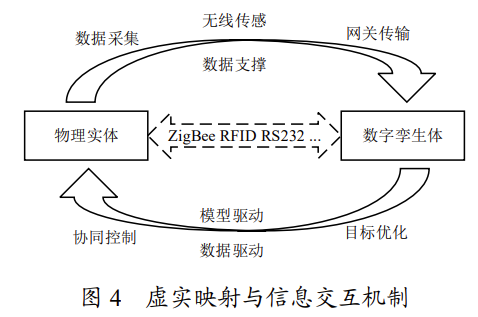 无线传感
数据采集
网关传输
数据支撑
物理实体
ZigBee RFID RS232 ...
数字孪生体
模型驱动
协同控制
目标优化
数据驱动
图 4 虚实映射与信息交互机制